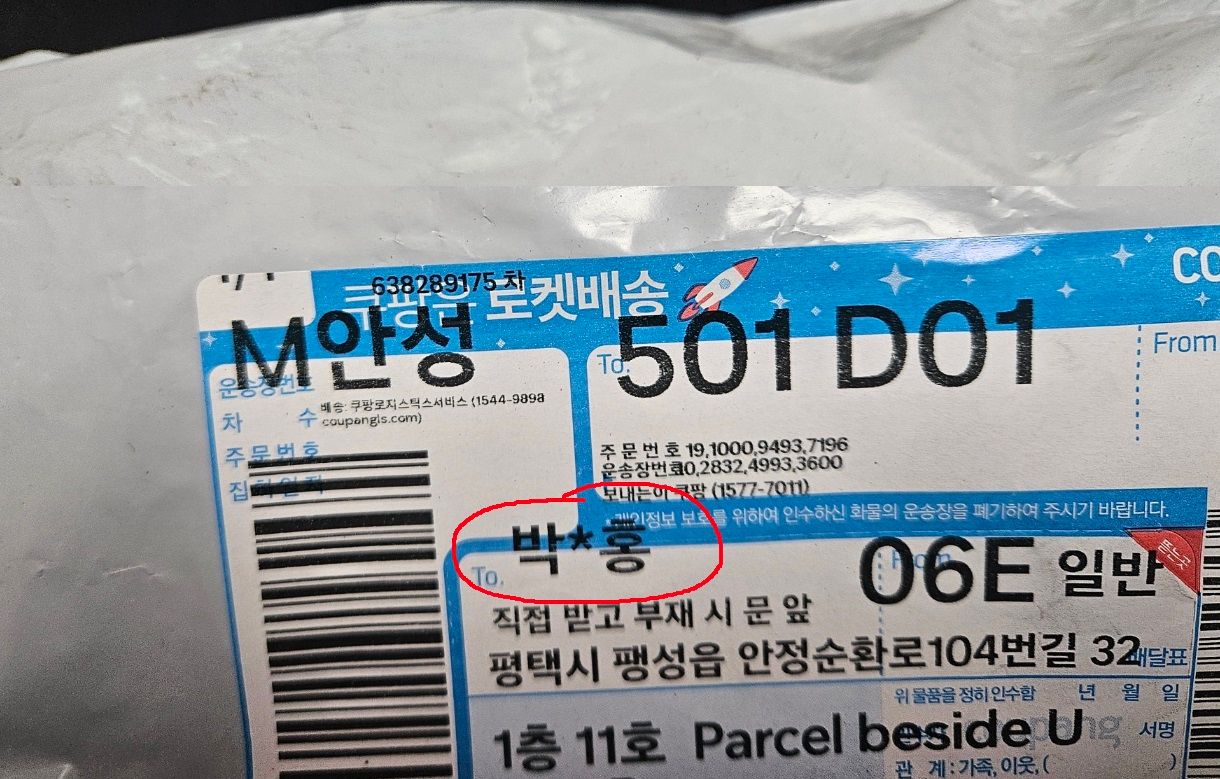 638289175 차
쿠팡은 로켓배송
CO
M안성
501 D01
To.
From
운송장번호
차 수
배송: 쿠팡로지스틱스서비스 (1544-9898
coupangls.com)
주문번호
주 문 번 호 19,1000,9493,7196
운송장번호 0,2832,4993,3600
보내는이 쿠팡 (1577-7011)
개인정보 보호를 위하여 인수하신 화물의 운송장을 폐기하여 주시기 바랍니다.
박*홍
To.
From
06E 일반
뜯는곳
직접 받고 부재 시 문 앞
평택시 팽성읍 안정순환로104번길 32
배달표
위 물품을 정히 인수함 년 월 일
1층 11호 Parcel beside U
서명
관 계 : 가족, 이웃, ( )